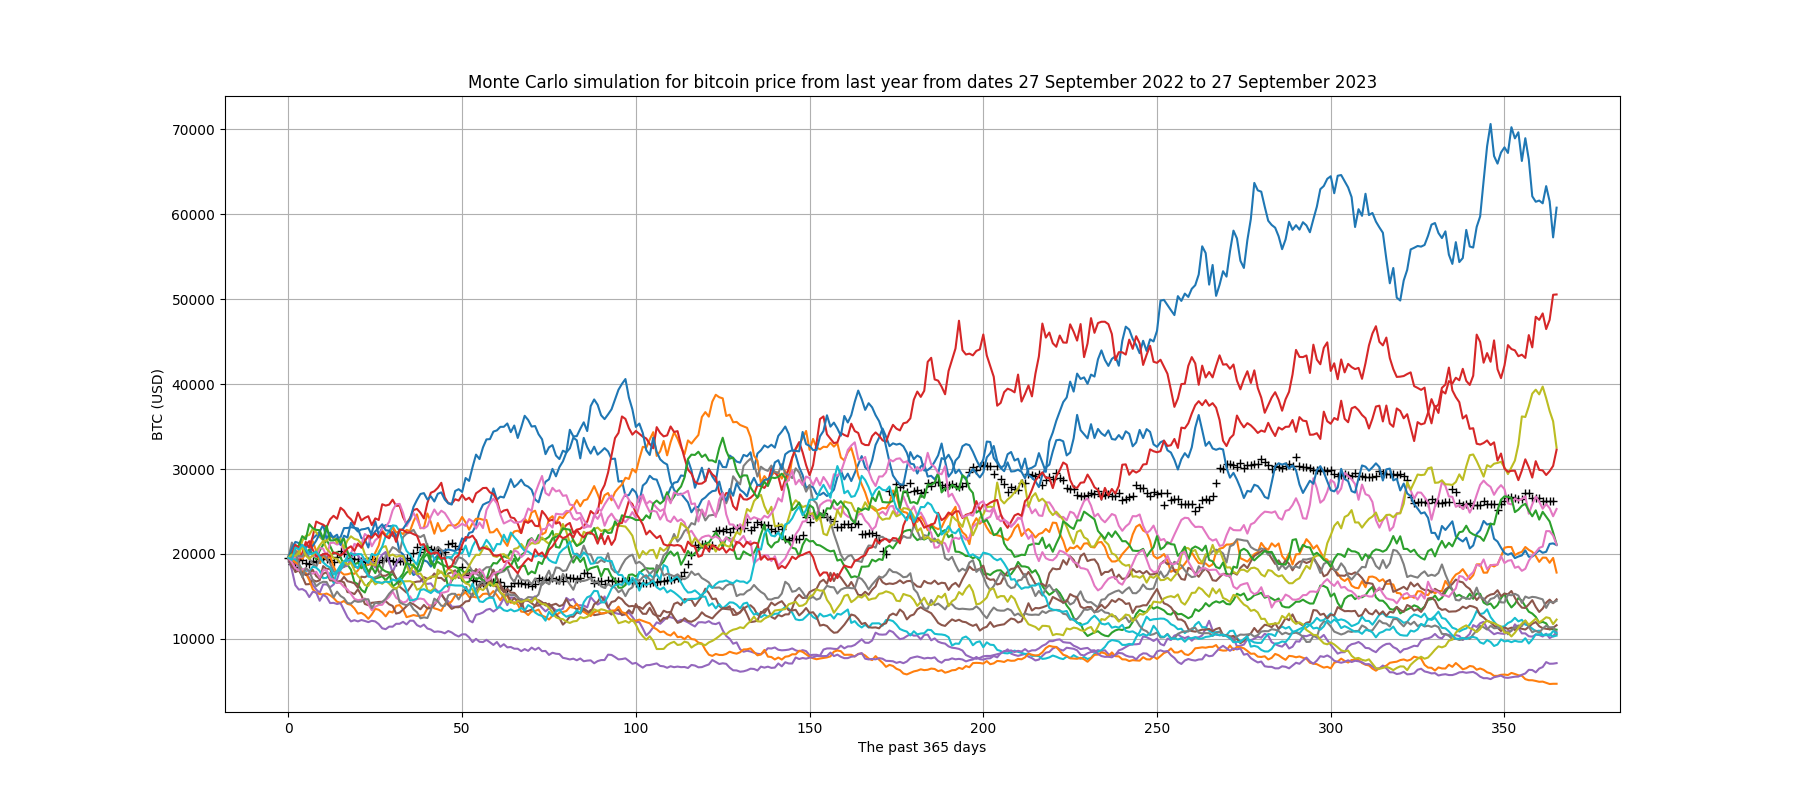 Monte Carlo simulation for bitcoin price from last year from dates 27 September 2022 to 27 September 2023
70000
60000
50000
40000
30000
20000
10000
BTC (USD)
0 50 100 150 200 250 300 350
The past 365 days